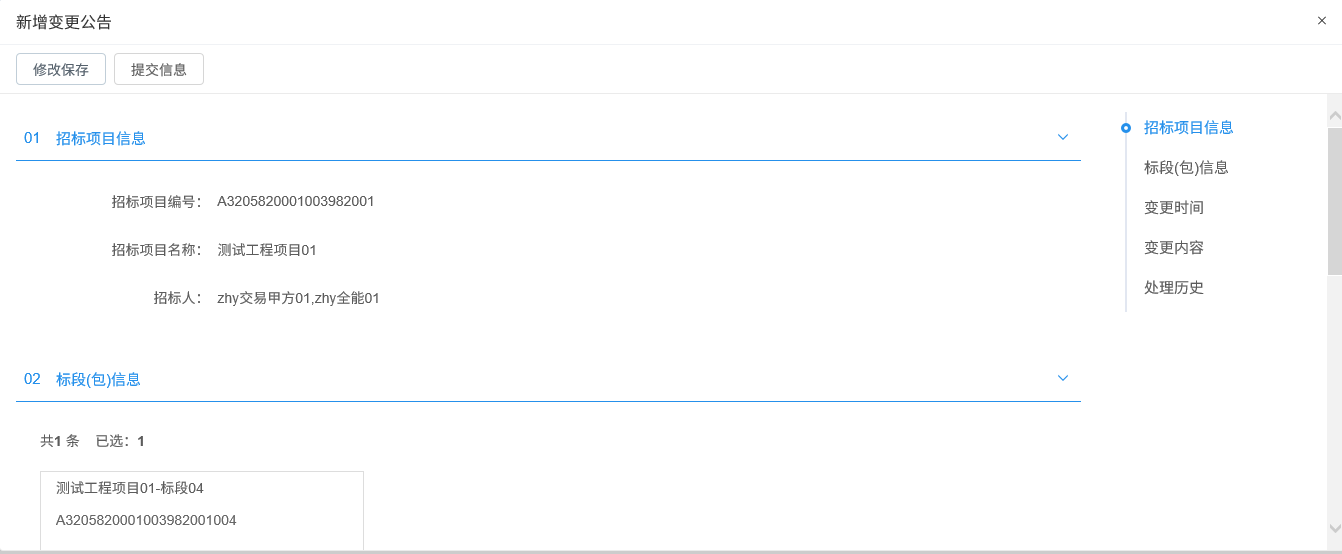 新增变更公告
×
修改保存 提交信息
01 招标项目信息
招标项目编号： A3205820001003982001
招标项目名称： 测试工程项目01
招标人： zhy交易甲方01,zhy全能01
02 标段(包)信息
共1 条 已选：1
测试工程项目01-标段04
A3205820001003982001004
招标项目信息
标段(包)信息
变更时间
变更内容
处理历史